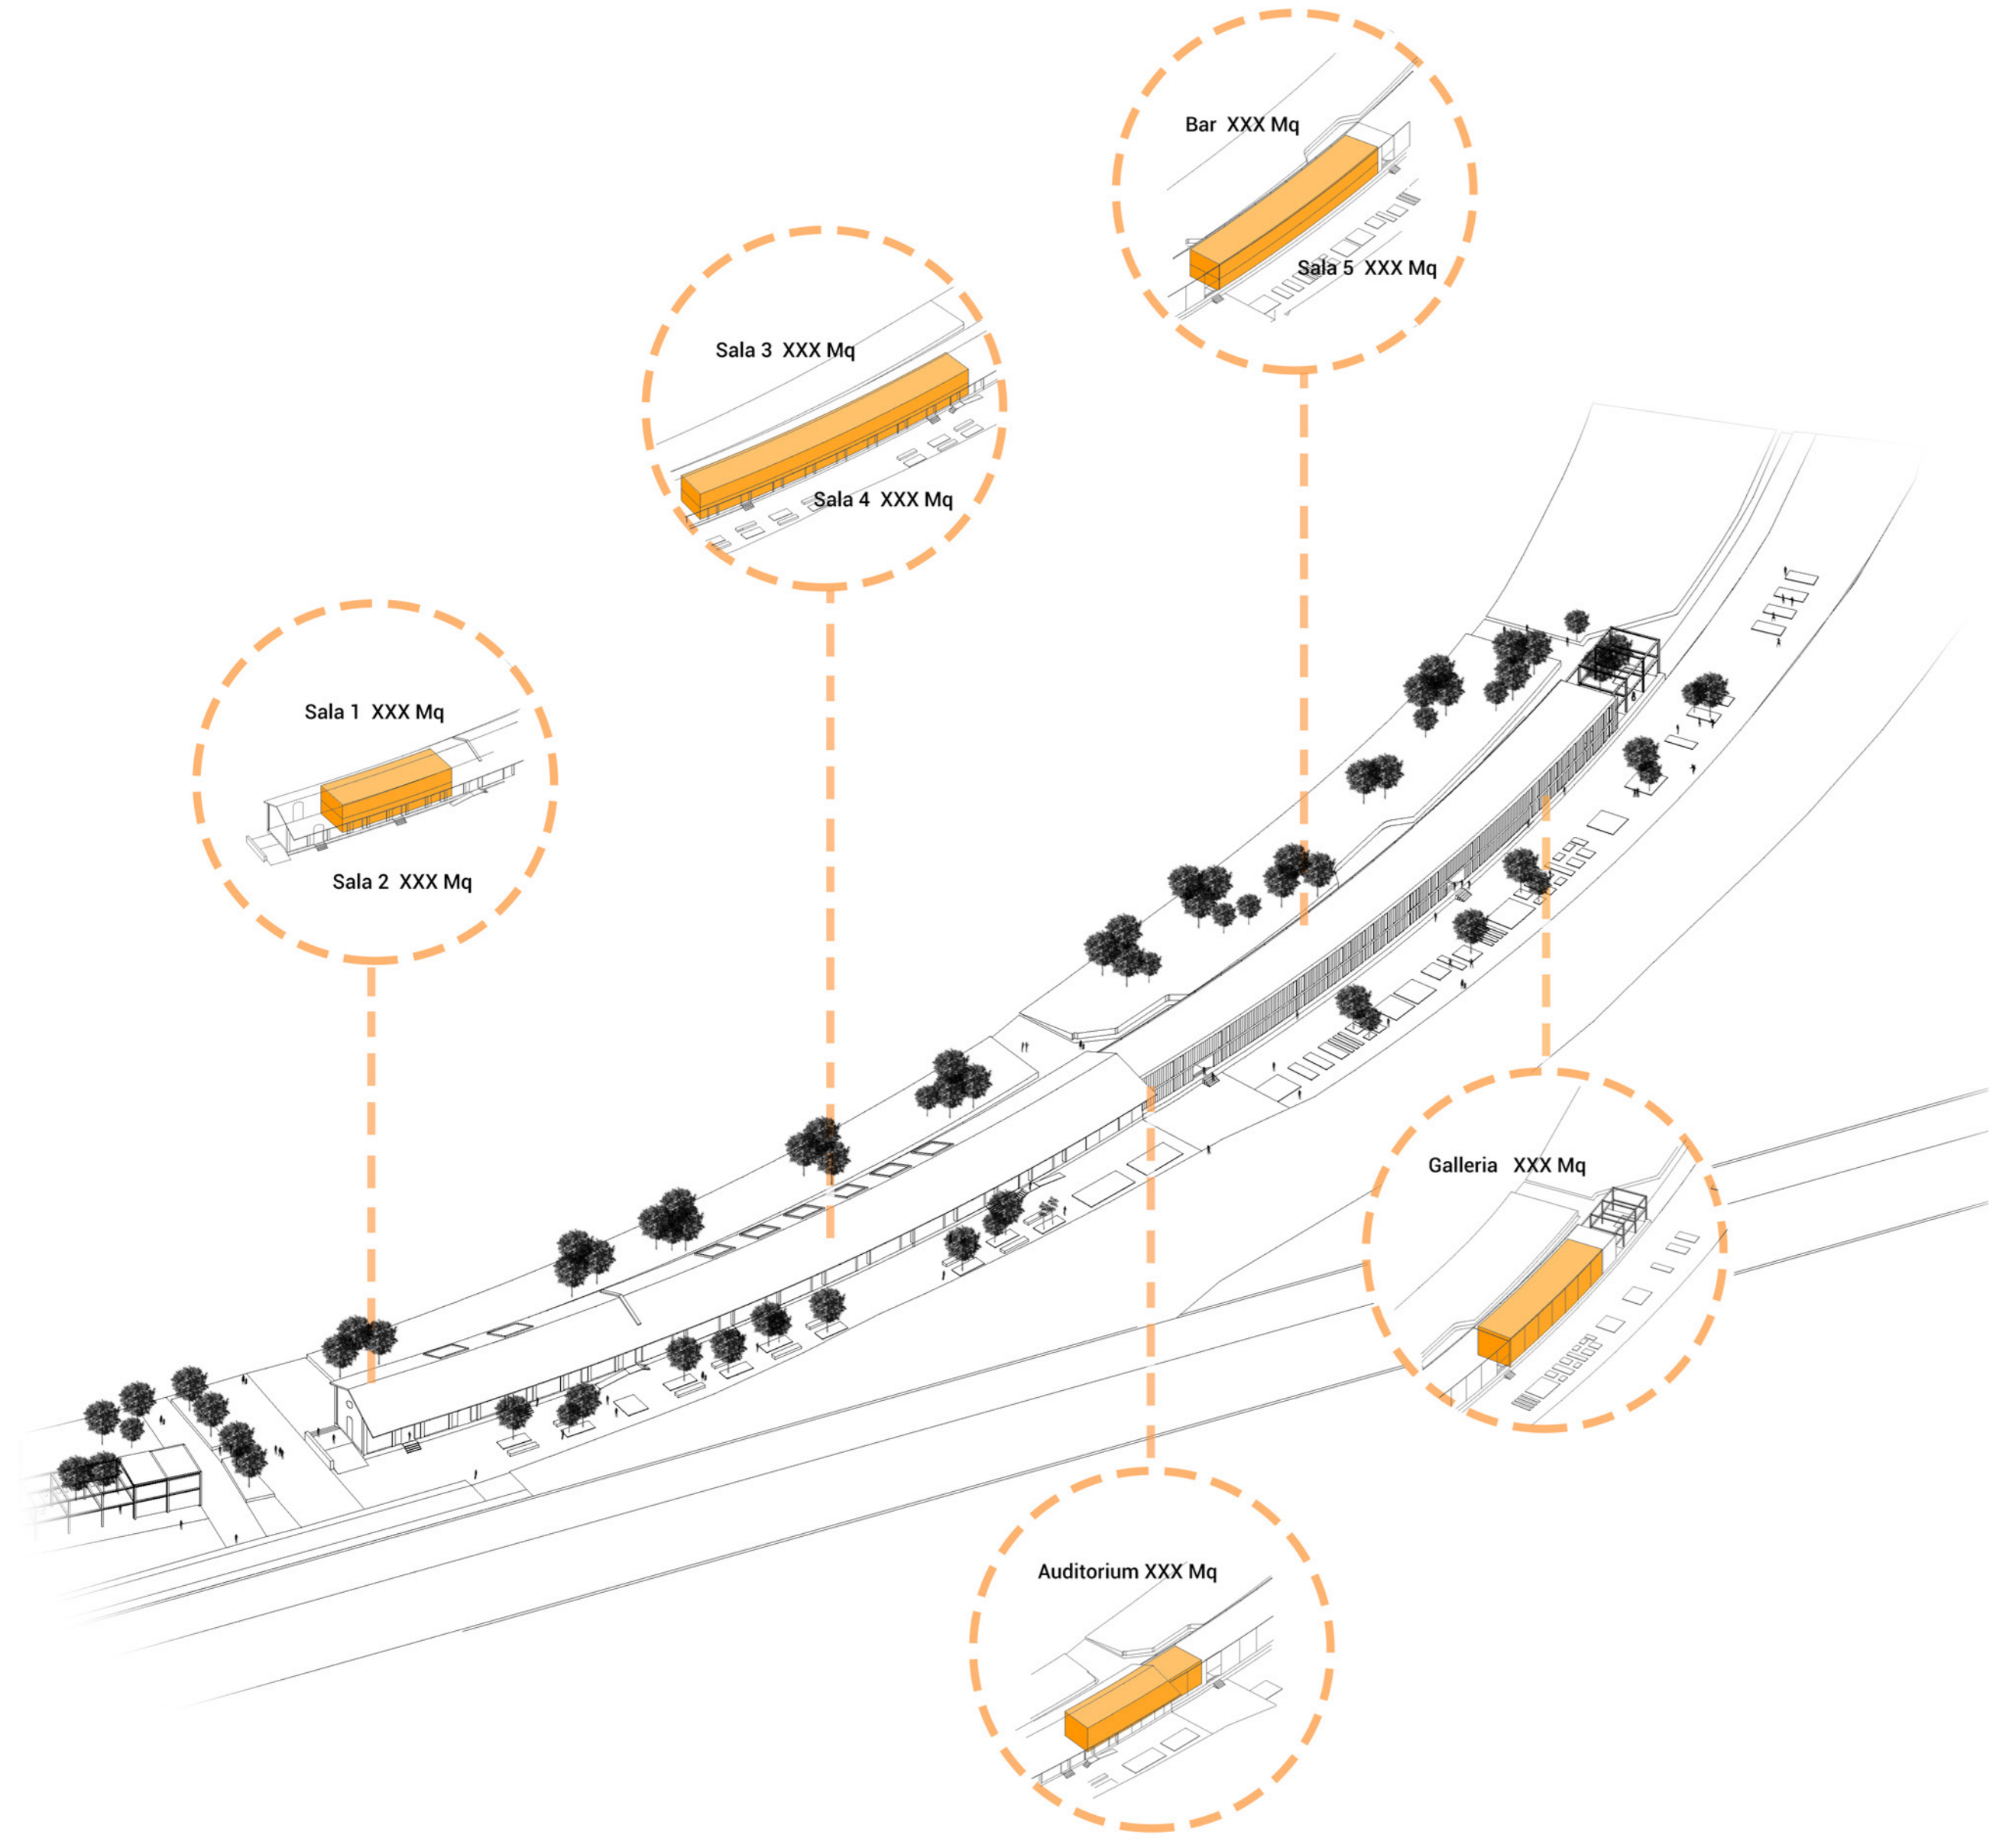 Bar XXX Mq
Sala 5 XXX Mq
Sala 3 XXX Mq
Sala 4 XXX Mq
Sala 1 XXX Mq
Sala 2 XXX Mq
Galleria XXX Mq
Auditorium XXX Mq